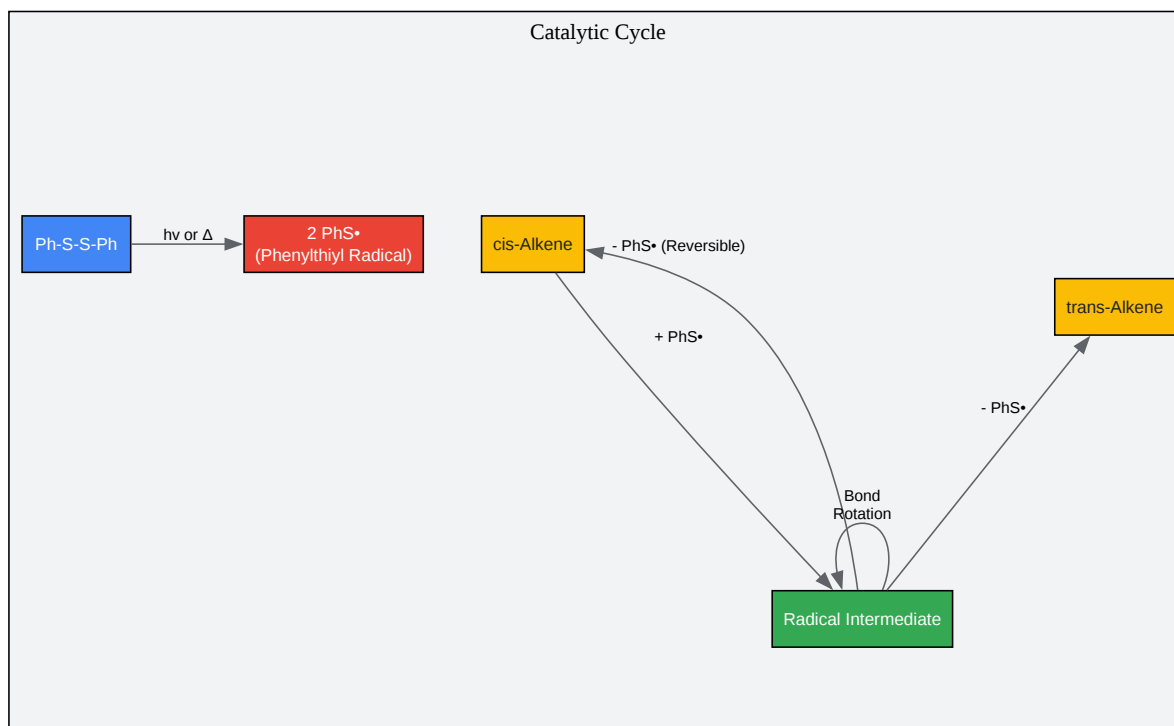 Catalytic Cycle
Ph-S-S-Ph
hv or Δ
2 PhS•
(Phenylthiyl Radical)
cis-Alkene
- PhS• (Reversible)
+ PhS•
trans-Alkene
- PhS•
Bond
Rotation
Radical Intermediate